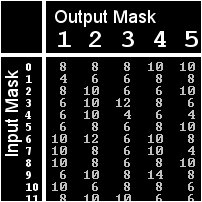 Output Mask
1 2 3 4 5
Input Mask
0 8 8 8 10 10
1 4 6 6 8 8
2 8 10 6 6 10
3 6 10 12 8 6
4 6 10 4 6 4
5 6 8 6 8 10
6 10 12 6 10 8
7 10 8 6 10 4
8 10 8 6 8 10
9 6 10 8 14 8
10 10 6 8 8 6
11 8 10 10 6 6